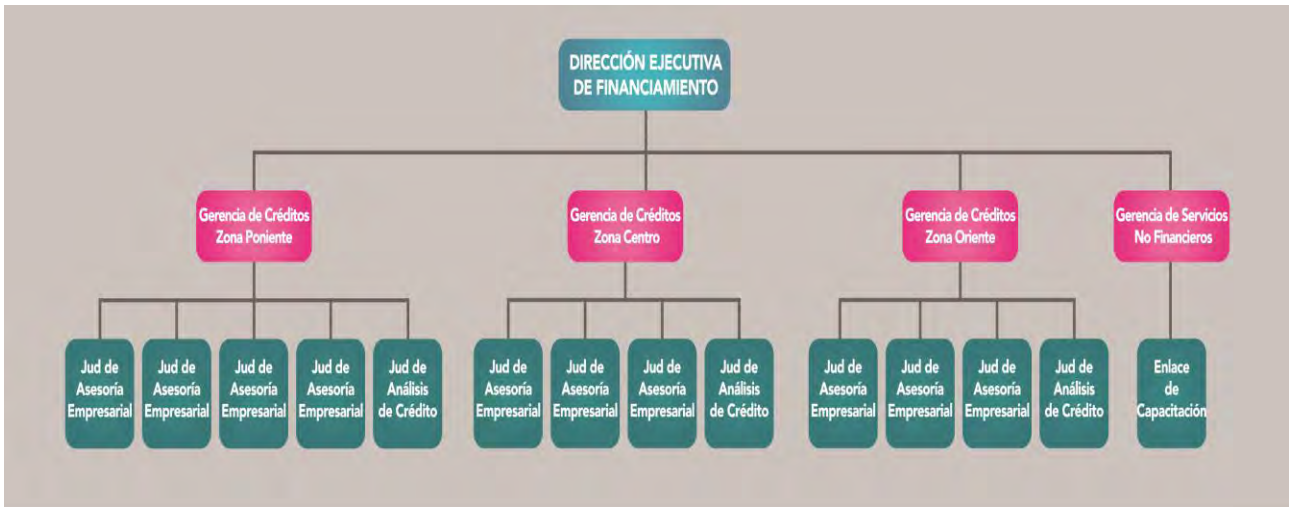 DIRECCIÓN EJECUTIVA
DE FINANCIAMIENTO
Gerencia de Créditos
Zona Poniente
Gerencia de Créditos
Zona Centro
Gerencia de Créditos
Zona Oriente
Gerencia de Servicios
No Financieros
Jud de
Asesoría
Empresarial
Jud de
Asesoría
Empresarial
Jud de
Asesoría
Empresarial
Jud de
Asesoría
Empresarial
Jud de
Análisis
de Crédito
Jud de
Asesoría
Empresarial
Jud de
Asesoría
Empresarial
Jud de
Asesoría
Empresarial
Jud de
Análisis
de Crédito
Jud de
Asesoría
Empresarial
Jud de
Asesoría
Empresarial
Jud de
Asesoría
Empresarial
Jud de
Análisis
de Crédito
Enlace
de
Capacitación